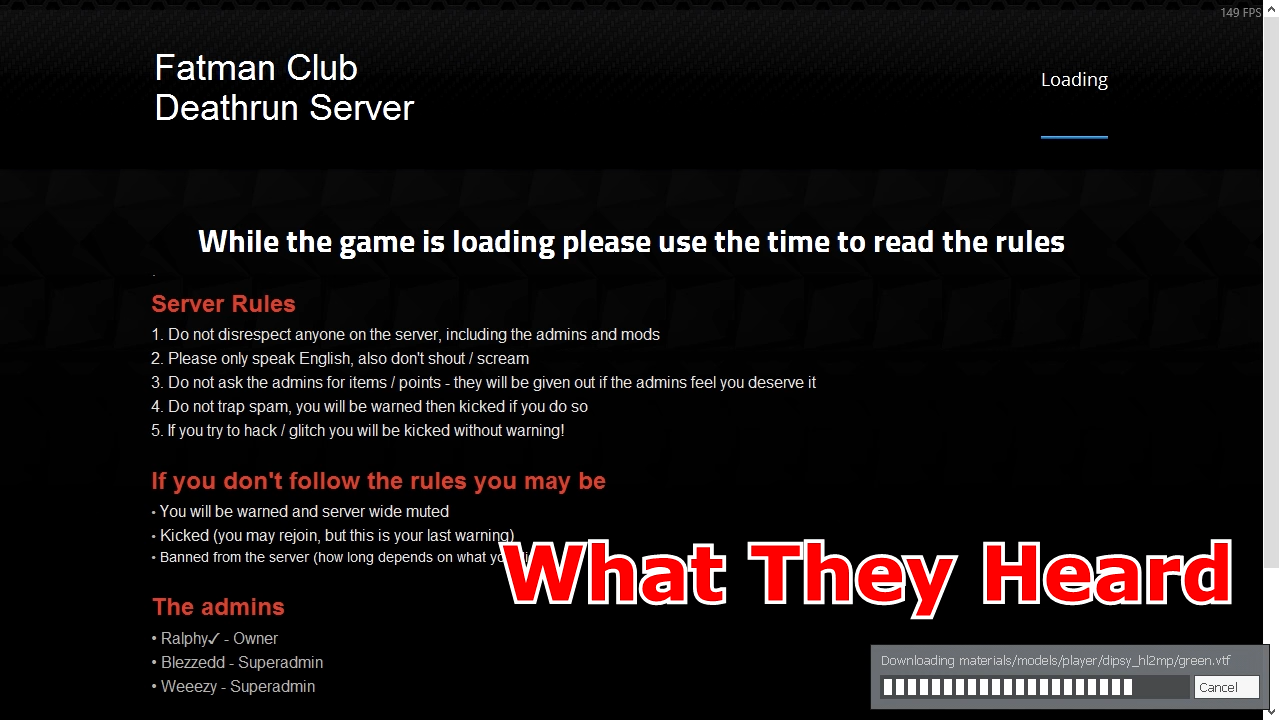 149 FPS
Fatman Club
Deathrun Server
Loading
While the game is loading please use the time to read the rules
Server Rules
1. Do not disrespect anyone on the server, including the admins and mods
2. Please only speak English, also don't shout / scream
3. Do not ask the admins for items / points - they will be given out if the admins feel you deserve it
4. Do not trap spam, you will be warned then kicked if you do so
5. If you try to hack / glitch you will be kicked without warning!
If you don't follow the rules you may be
• You will be warned and server wide muted
• Kicked (you may rejoin, but this is your last warning)
• Banned from the server (how long depends on what
What They Heard
The admins
• Ralphy✓ - Owner
• Blezzedd - Superadmin
• Weeezy - Superadmin
Downloading materials/models/player/dipsy_hl2mp/green.vtf
Cancel